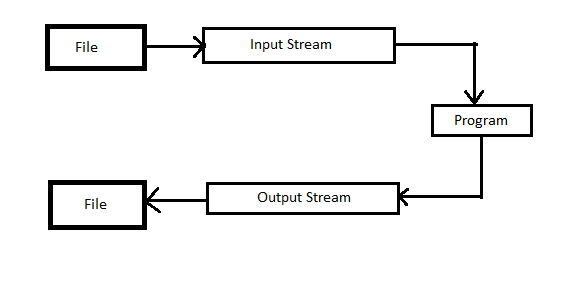 File
Input Stream
Program
Output Stream
File